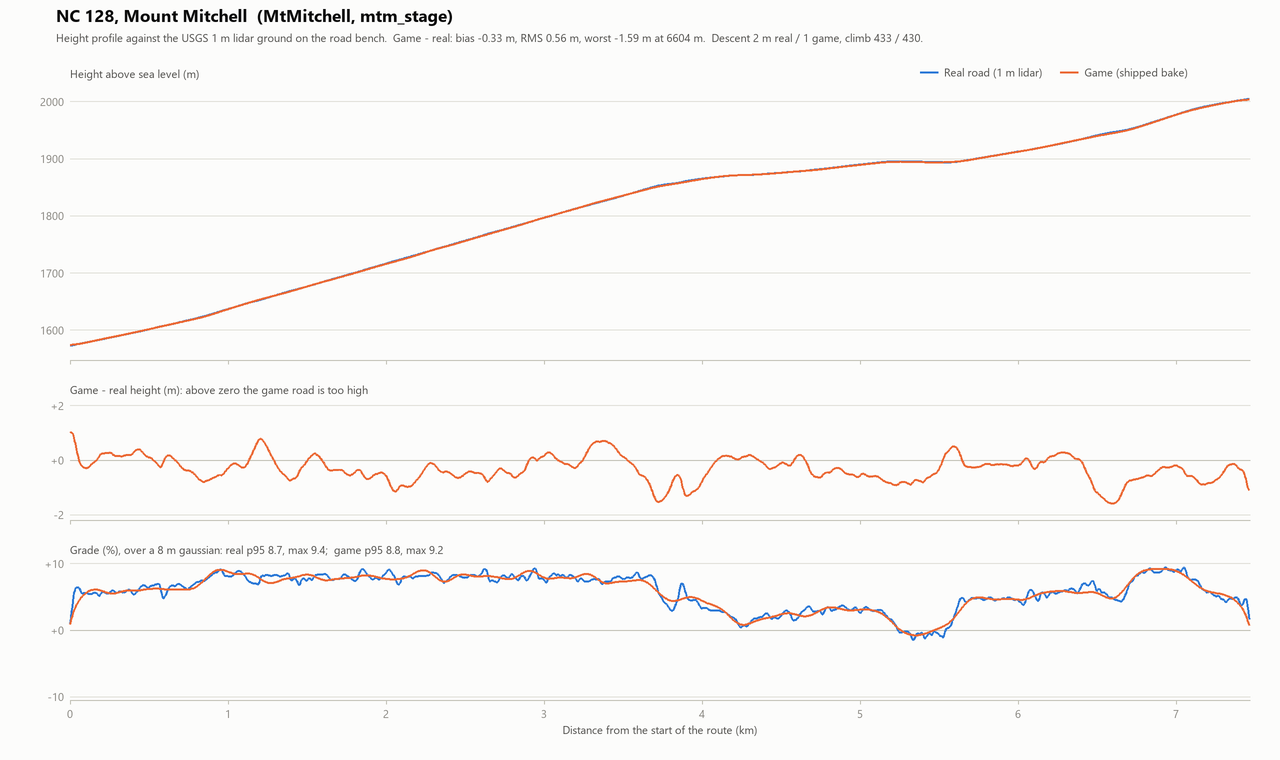 NC 128, Mount Mitchell (MtMitchell, mtm_stage)
Height profile against the USGS 1 m lidar ground on the road bench. Game - real: bias -0.33 m, RMS 0.56 m, worst -1.59 m at 6604 m. Descent 2 m real / 1 game, climb 433 / 430.
Height above sea level (m)
Real road (1 m lidar)
Game (shipped bake)
2000
1900
1800
1700
1600
Game - real height (m): above zero the game road is too high
+2
+0
-2
Grade (%), over a 8 m gaussian: real p95 8.7, max 9.4; game p95 8.8, max 9.2
+10
+0
-10
0 1 2 3 4 5 6 7
Distance from the start of the route (km)